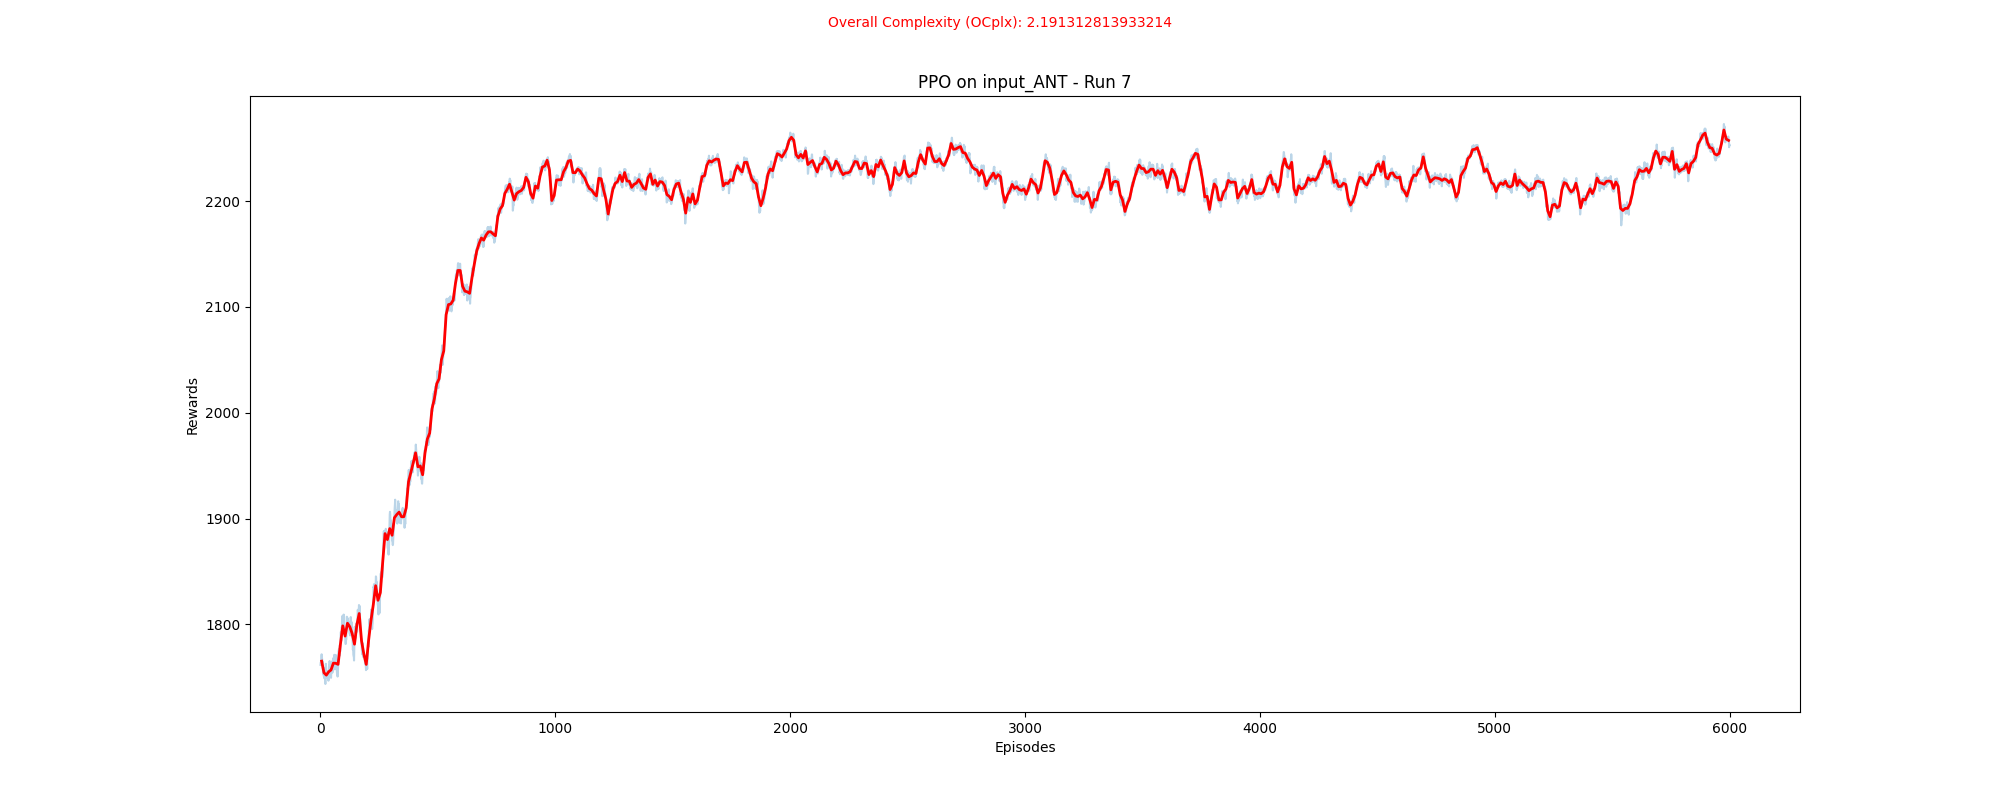 Overall Complexity (OCplx): 2.191312813933214
PPO on input_ANT - Run 7
Rewards
2200
2100
2000
1900
1800
0 1000 2000 3000 4000 5000 6000
Episodes